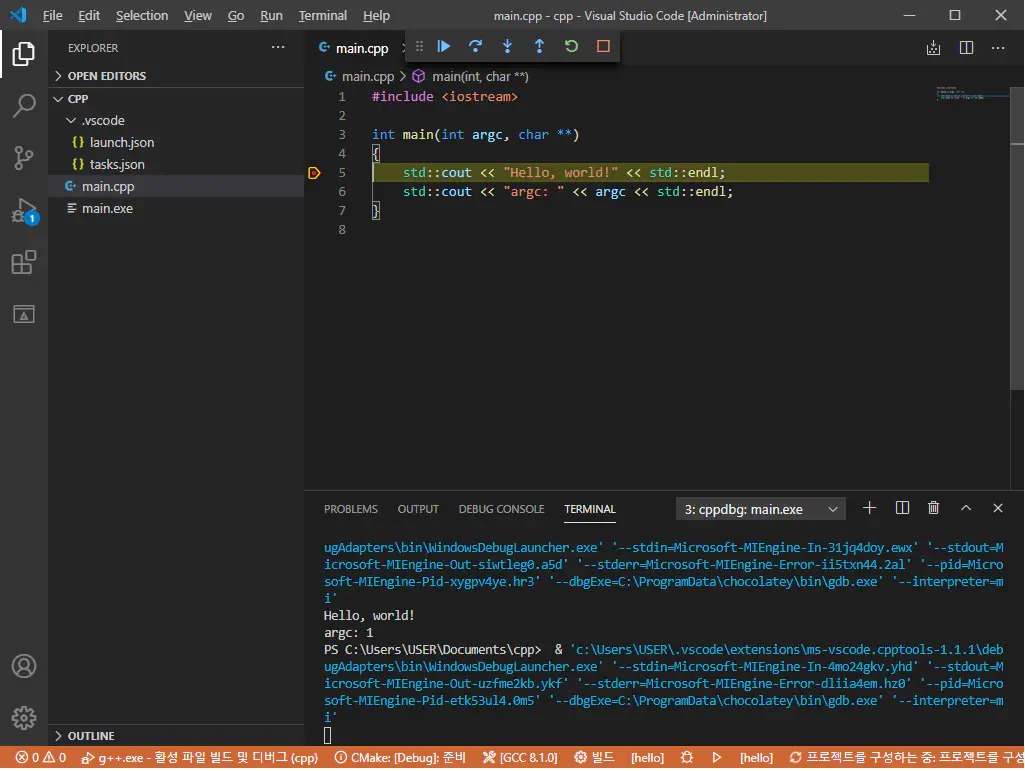 File Edit Selection View Go Run Terminal Help main.cpp - cpp - Visual Studio Code [Administrator]
EXPLORER
OPEN EDITORS
CPP
.vscode
launch.json
tasks.json
main.cpp
main.exe
OUTLINE
1
main.cpp
main.cpp > main(int, char **)
1 #include <iostream>
2
3 int main(int argc, char **)
4 {
5 std::cout << "Hello, world!" << std::endl;
6 std::cout << "argc: " << argc << std::endl;
7 }
8
PROBLEMS OUTPUT DEBUG CONSOLE TERMINAL 3: cppdbg: main.exe
ugAdapters\bin\WindowsDebugLauncher.exe' '--stdin=Microsoft-MIEngine-In-31jq4doy.ewx' '--stdout=M
icrosoft-MIEngine-Out-siwtleg0.a5d' '--stderr=Microsoft-MIEngine-Error-ii5txn44.2al' '--pid=Micro
soft-MIEngine-Pid-xygpv4ye.hr3' '--dbgExe=C:\ProgramData\chocolatey\bin\gdb.exe' '--interpreter=m
i'
Hello, world!
argc: 1
PS C:\Users\USER\Documents\cpp> & 'c:\Users\USER\.vscode\extensions\ms-vscode.cpptools-1.1.1\deb
ugAdapters\bin\WindowsDebugLauncher.exe' '--stdin=Microsoft-MIEngine-In-4mo24gkv.yhd' '--stdout=M
icrosoft-MIEngine-Out-uzfme2kb.ykf' '--stderr=Microsoft-MIEngine-Error-dliia4em.hz0' '--pid=Micro
soft-MIEngine-Pid-etk53ul4.0m5' '--dbgExe=C:\ProgramData\chocolatey\bin\gdb.exe' '--interpreter=m
i'
0 0 g++.exe - 활성 파일 빌드 및 디버그 (cpp) CMake: [Debug]: 준비 [GCC 8.1.0] 빌드 [hello] [hello] 프로젝트를 구성하는 중: 프로젝트를 구성